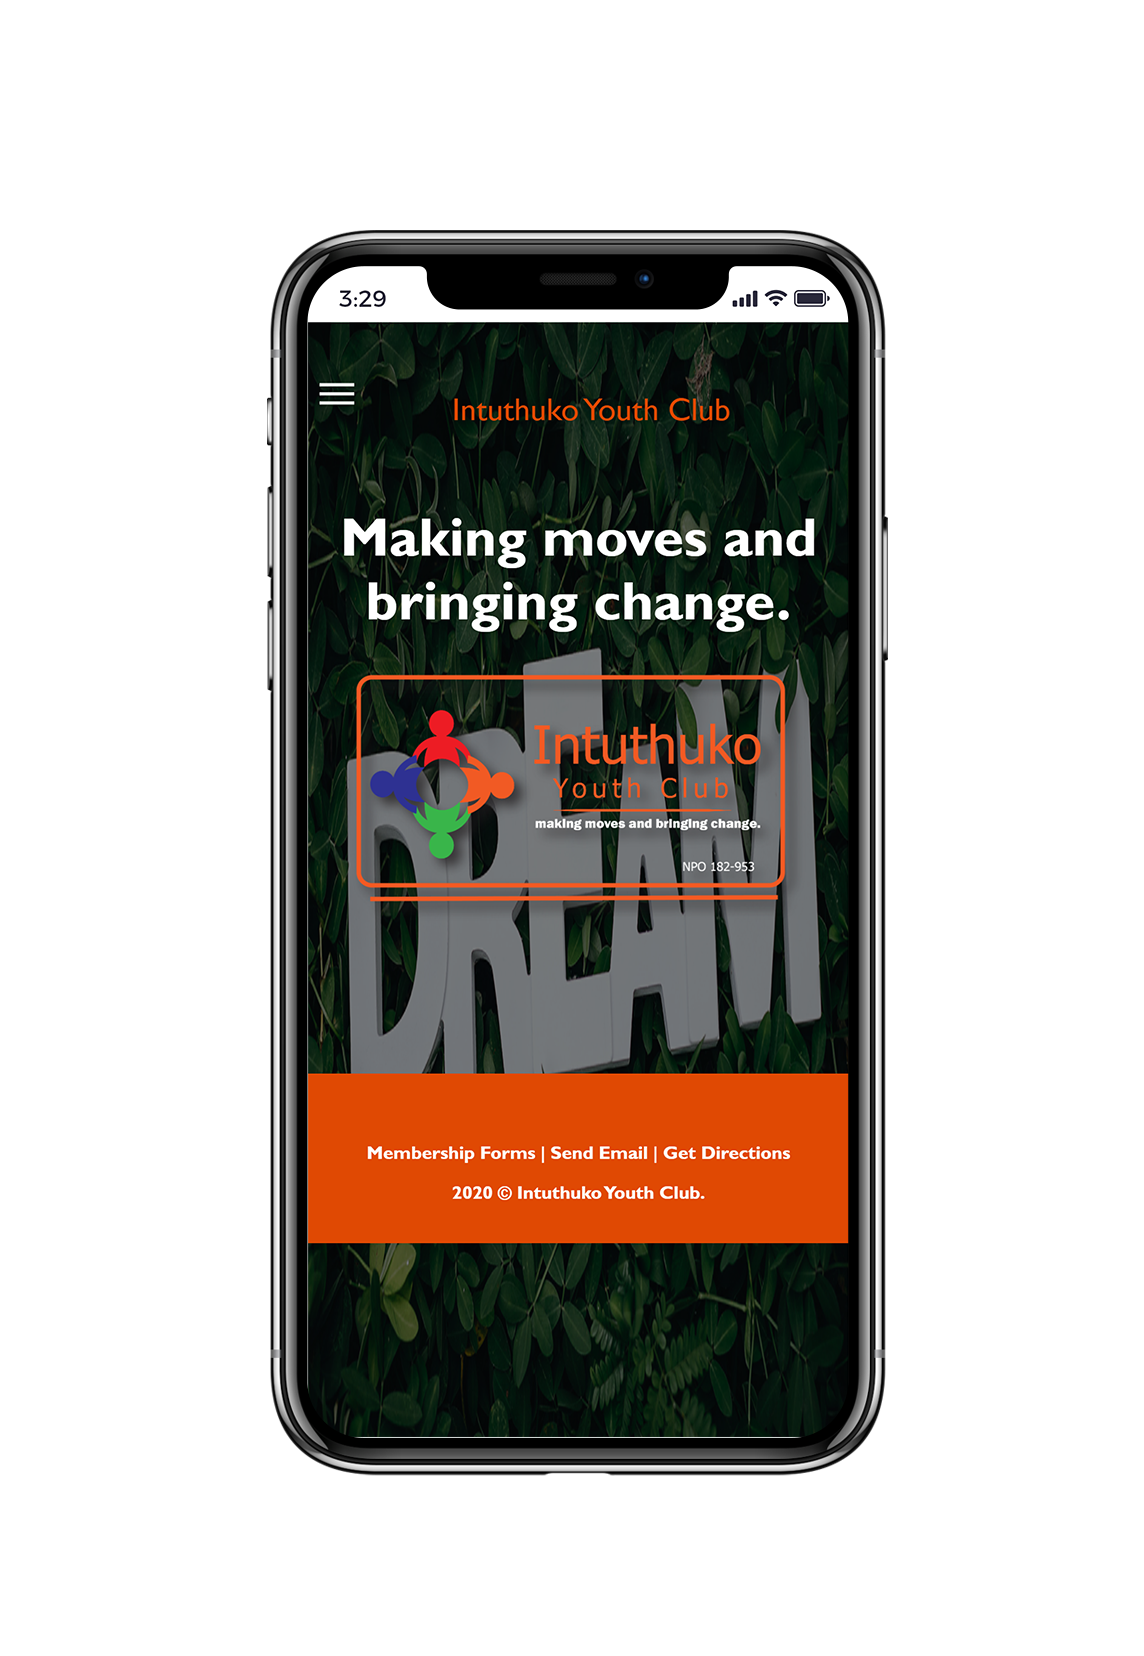 3:29
Intuthuko Youth Club
Making moves and
bringing change.
Intuthuko
Youth Club
making moves and bringing change.
NPO 182-953
DREAM
Membership Forms | Send Email | Get Directions
2020 © Intuthuko Youth Club.